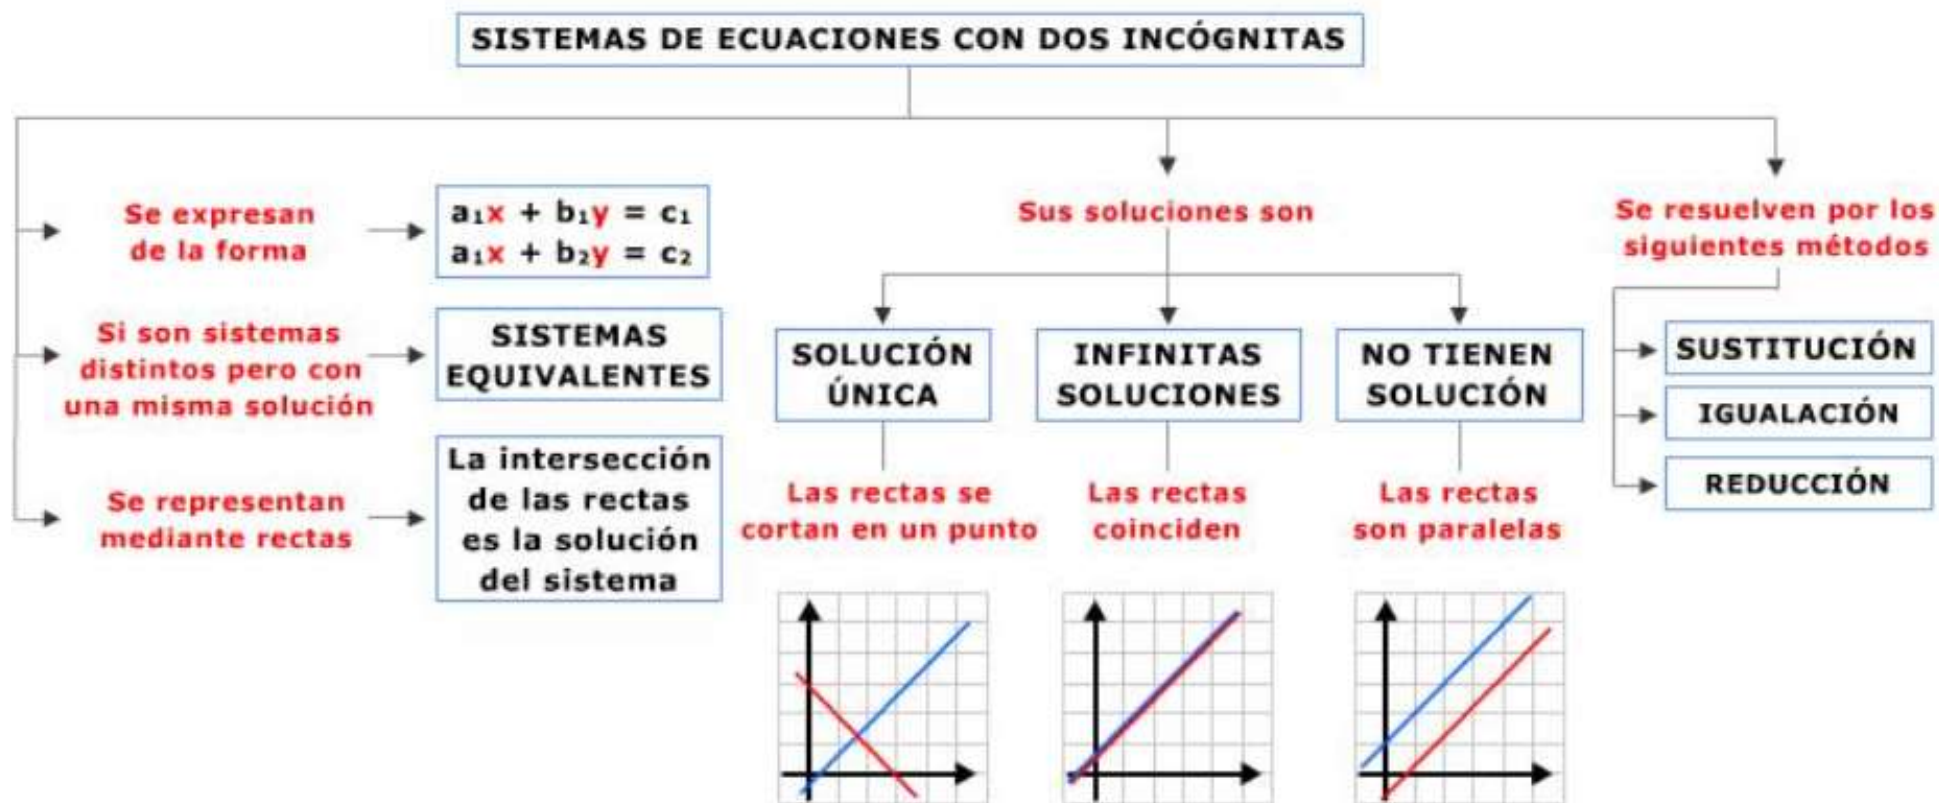 SISTEMAS DE ECUACIONES CON DOS INCÓGNITAS
Se expresan
de la forma
a₁x + b₁y = c₁
a₁x + b₂y = c₂
Si son sistemas
distintos pero con
una misma solución
SISTEMAS
EQUIVALENTES
Se representan
mediante rectas
La intersección
de las rectas
es la solución
del sistema
Sus soluciones son
SOLUCIÓN
ÚNICA
Las rectas se
cortan en un punto
INFINITAS
SOLUCIONES
Las rectas
coinciden
NO TIENEN
SOLUCIÓN
Las rectas
son paralelas
Se resuelven por los
siguientes métodos
SUSTITUCIÓN
IGUALACIÓN
REDUCCIÓN